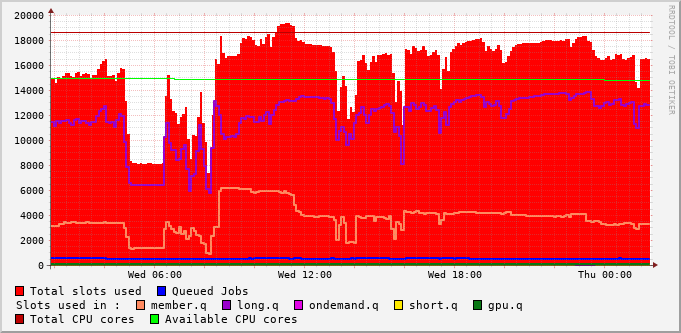 RRDTOOL / TOBI OETIKER
20000
18000
16000
14000
12000
10000
8000
6000
4000
2000
0
Wed 06:00 Wed 12:00 Wed 18:00 Thu 00:00
Total slots used Queued Jobs
Slots used in : member.q long.q ondemand.q short.q gpu.q
Total CPU cores Available CPU cores